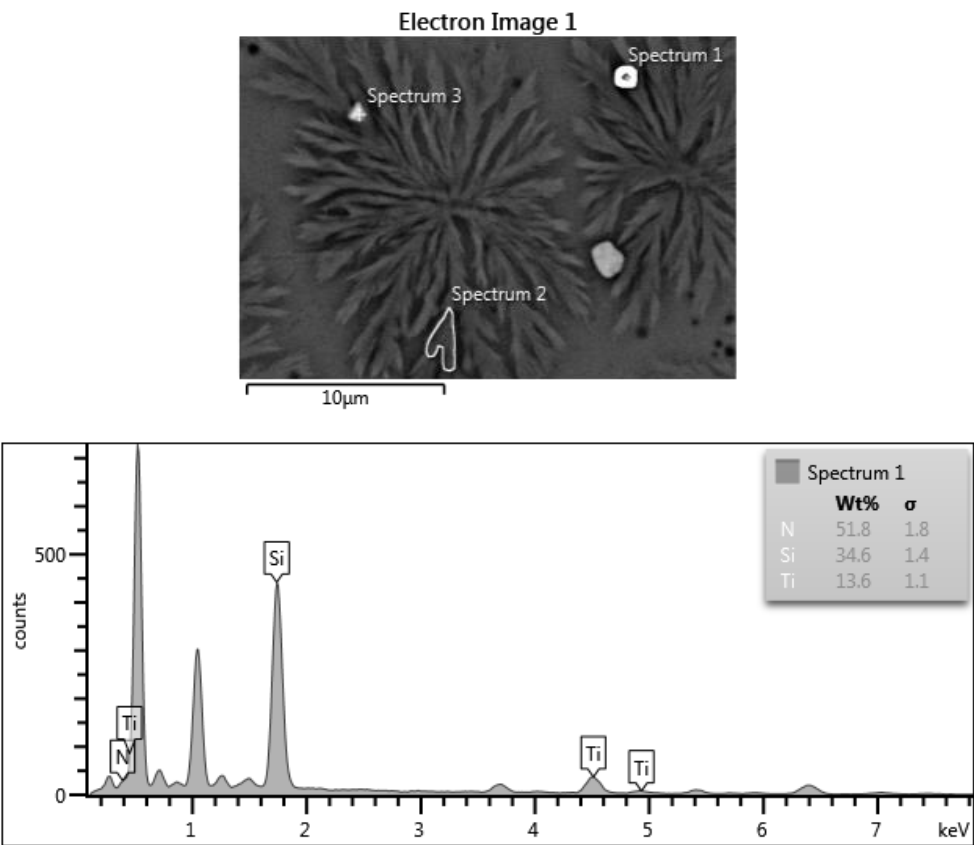 Electron Image 1
Spectrum 1
Spectrum 3
Spectrum 2
10µm
Spectrum 1
Wt% σ
N 51.8 1.8
Si 34.6 1.4
Ti 13.6 1.1
500
0
counts
Si
Ti
N
Ti
Ti
1 2 3 4 5 6 7 keV